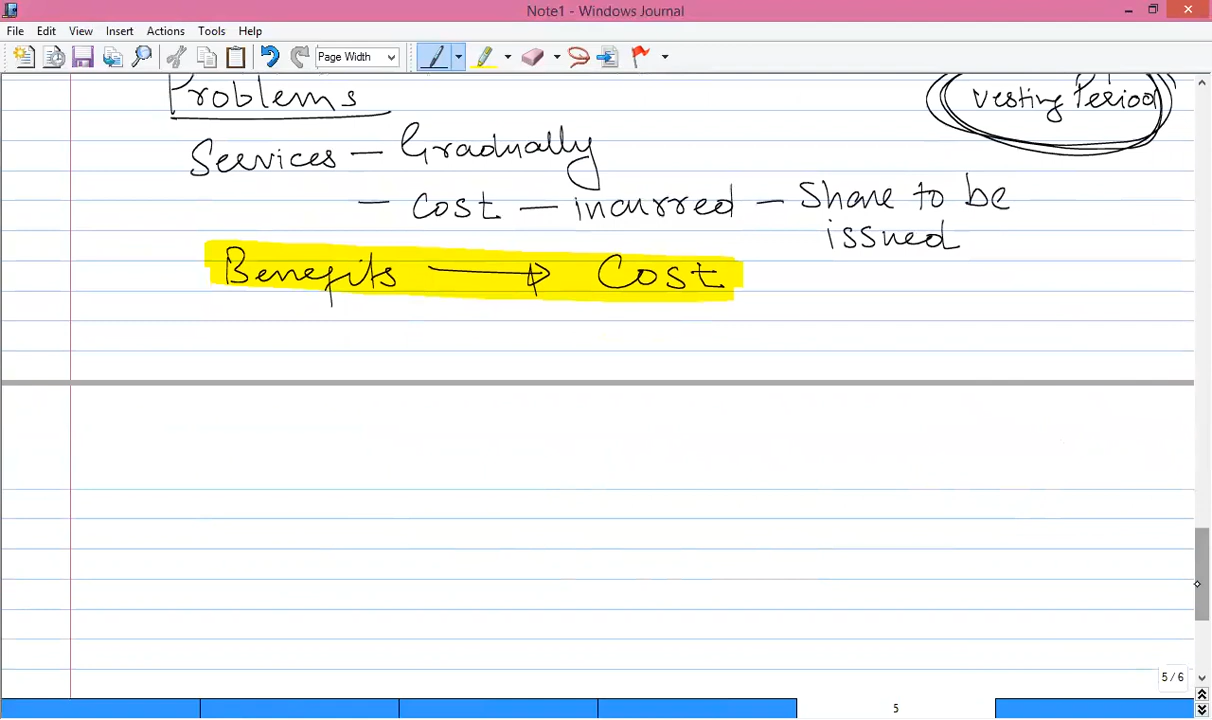 Note1 - Windows Journal
File Edit View Insert Actions Tools Help
Page Width
Problems
Vesting Period
Services — Gradually
— Cost — incurred — Share to be
issued
Benefits → Cost
5 / 6
5